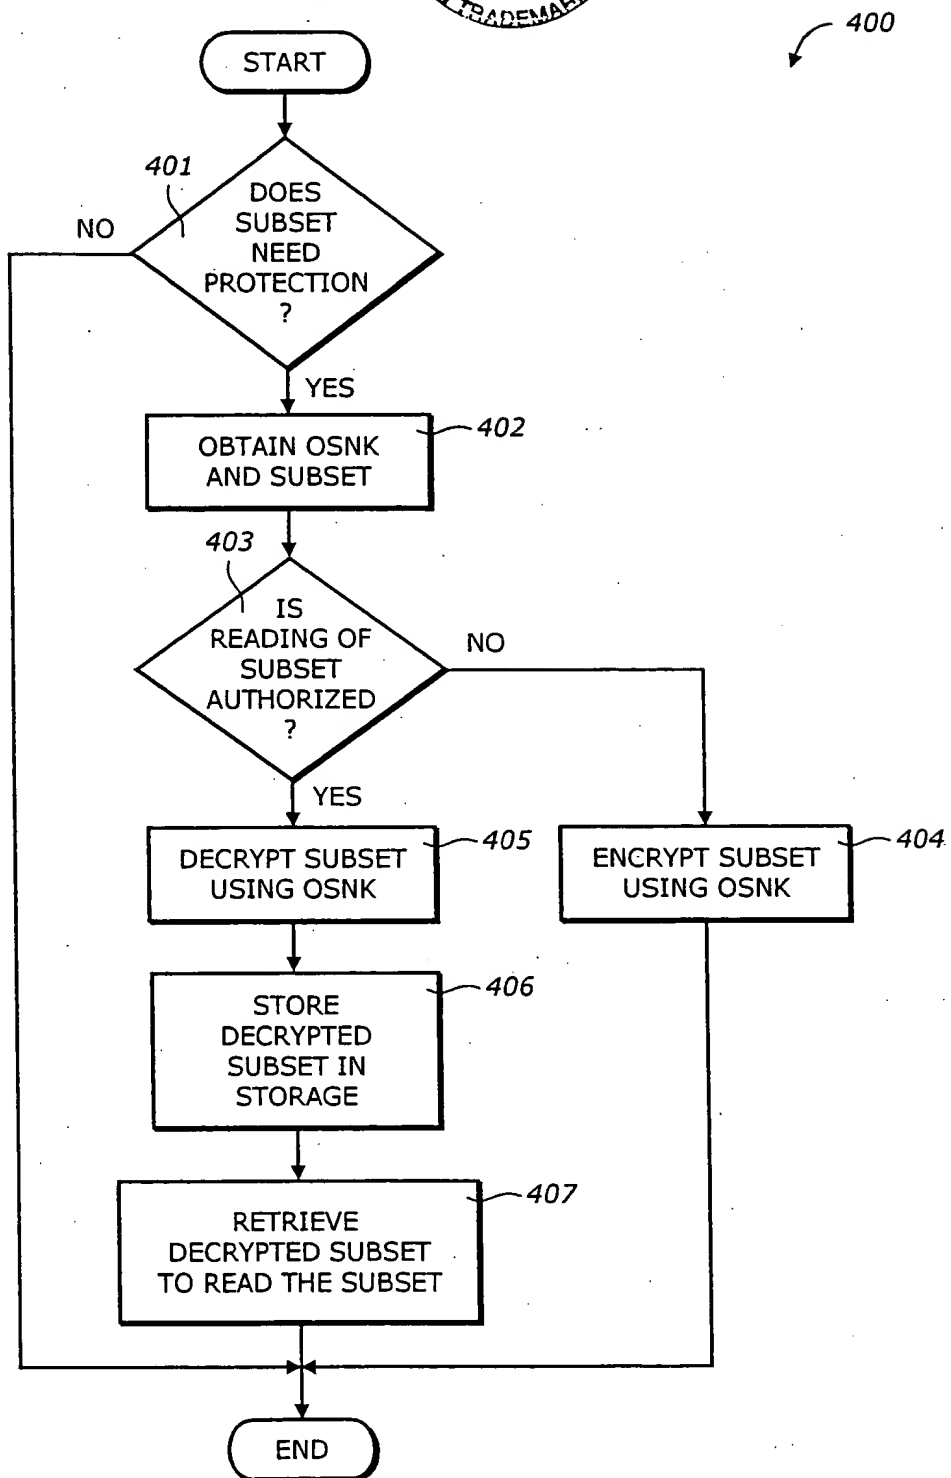 TRADEMAR
400
START
401
DOES
SUBSET
NEED
PROTECTION
?
NO
YES
OBTAIN OSNK
AND SUBSET
402
403
IS
READING OF
SUBSET
AUTHORIZED
?
NO
YES
DECRYPT SUBSET
USING OSNK
405
ENCRYPT SUBSET
USING OSNK
404
STORE
DECRYPTED
SUBSET IN
STORAGE
406
RETRIEVE
DECRYPTED SUBSET
TO READ THE SUBSET
407
END